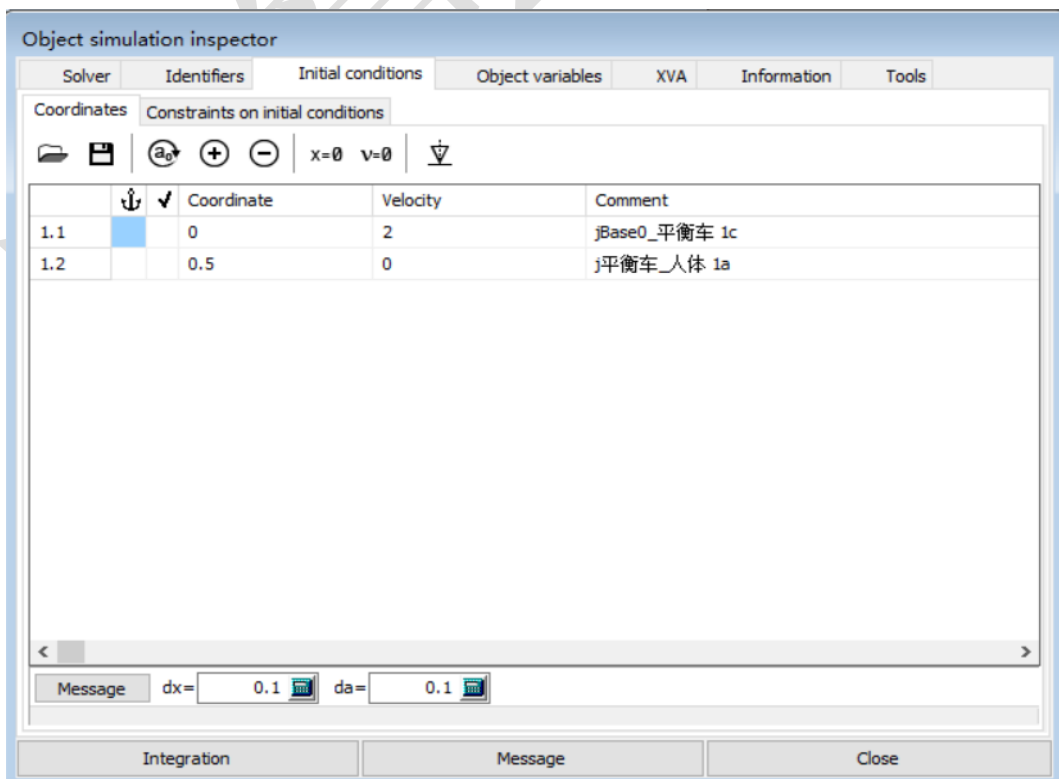 Object simulation inspector
Solver Identifiers Initial conditions Object variables XVA Information Tools
Coordinates Constraints on initial conditions
a₀ x=0 v=0
Coordinate Velocity Comment
1.1 0 2 jBase0_平衡车 1c
1.2 0.5 0 j平衡车_人体 1a
Message dx= 0.1 da= 0.1
Integration Message Close